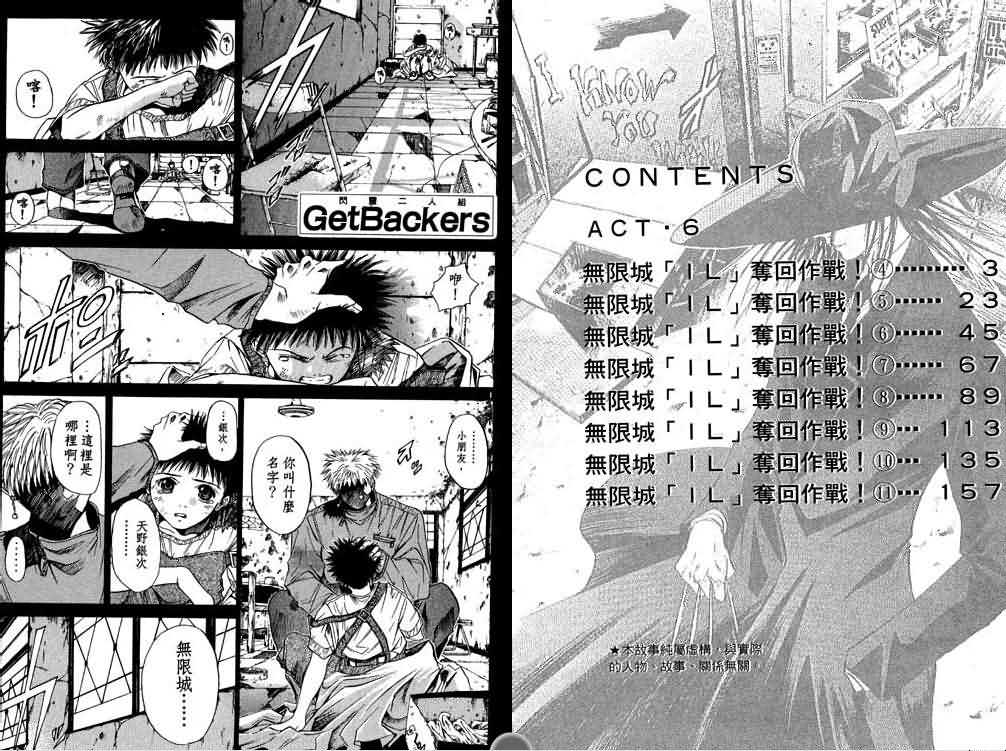 I KNOW
YOU
CONTENTS
ACT・6
無限城「IL」奪回作戰！④……… 3
無限城「IL」奪回作戰！⑤…… 23
無限城「IL」奪回作戰！⑥…… 45
無限城「IL」奪回作戰！⑦…… 67
無限城「IL」奪回作戰！⑧…… 89
無限城「IL」奪回作戰！⑨… 113
無限城「IL」奪回作戰！⑩… 135
無限城「IL」奪回作戰！⑪… 157
★本故事純屬虛構，與實際
的人物、故事、關係無關。
閃靈二人組
GetBackers
嗚！
嗚！
咿！
ポン
小朋友，
你叫什麼
名字？
…銀次，
天野銀次
……
…這裡是
哪裡啊？
……
無限城……